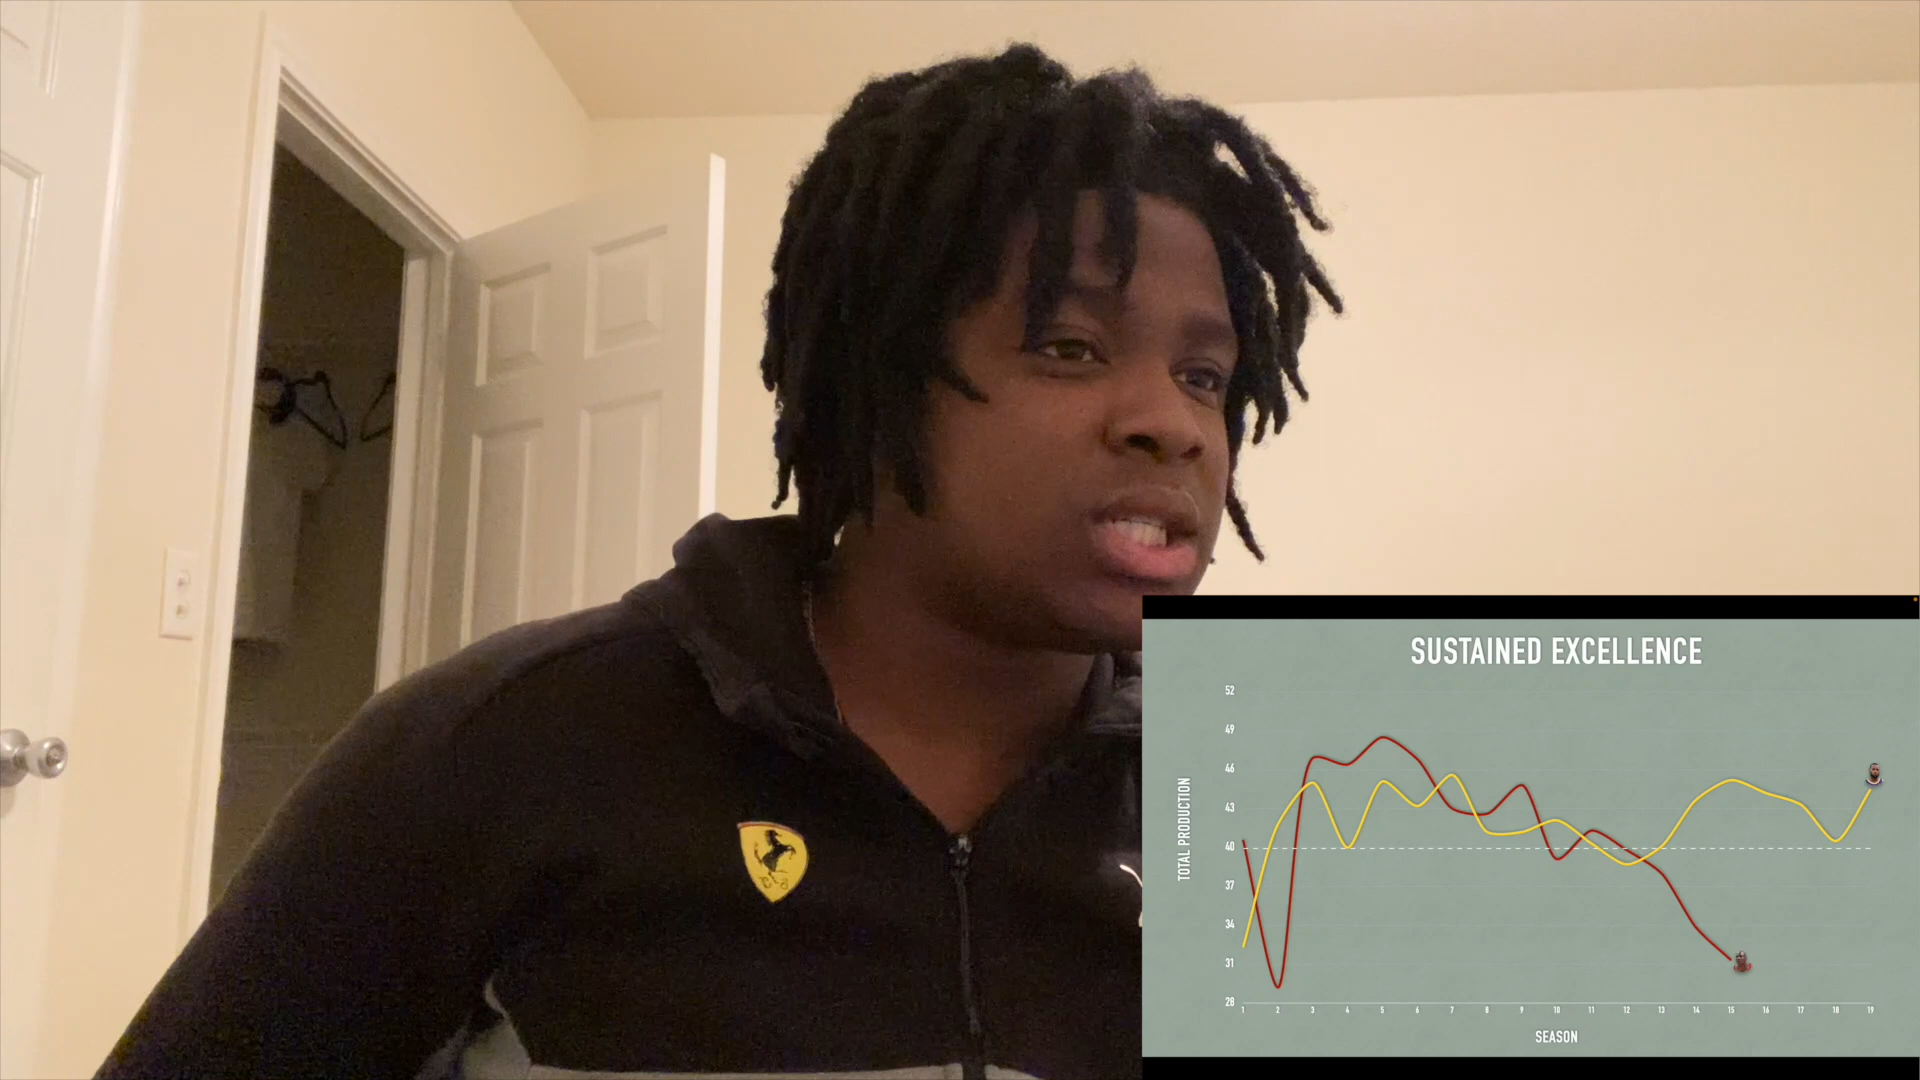 SUSTAINED EXCELLENCE
52
49
46
43
40
37
34
31
28
TOTAL PRODUCTION
1 2 3 4 5 6 7 8 9 10 11 12 13 14 15 16 17 18 19
SEASON